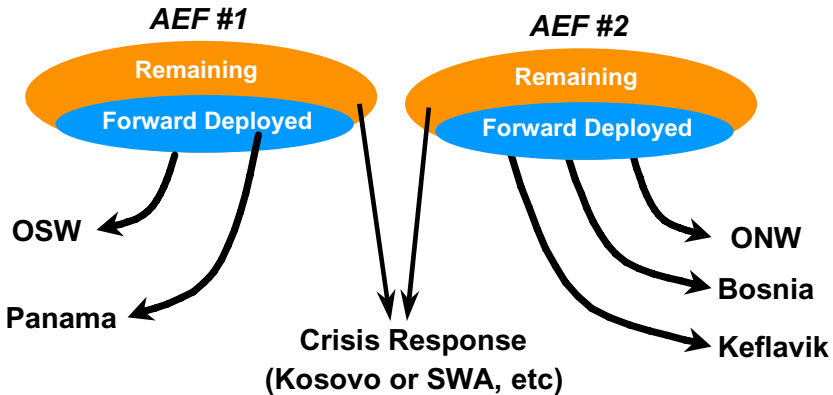 AEF #1
Remaining
Forward Deployed
OSW
Panama
AEF #2
Remaining
Forward Deployed
ONW
Bosnia
Keflavik
Crisis Response
(Kosovo or SWA, etc)